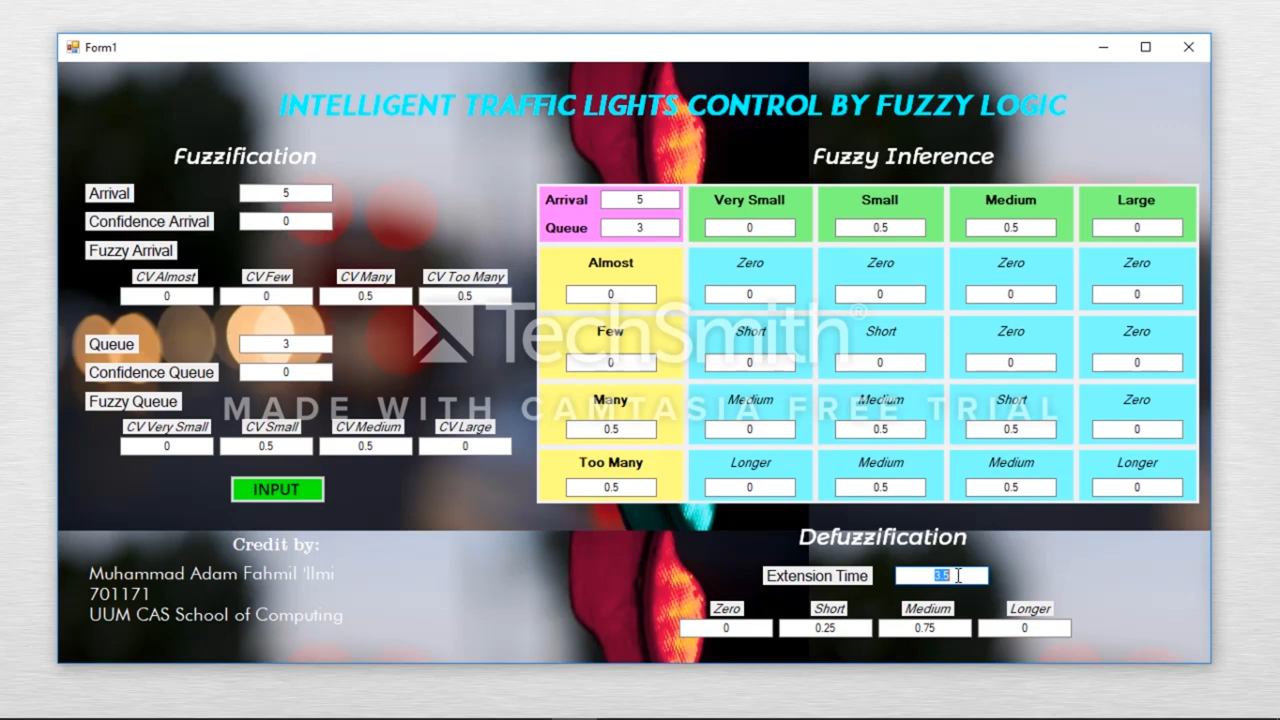 Form1
INTELLIGENT TRAFFIC LIGHTS CONTROL BY FUZZY LOGIC
Fuzzification
Arrival 5
Confidence Arrival 0
Fuzzy Arrival
CV Almost CV Few CV Many CV Too Many
0 0 0.5 0.5
Queue 3
Confidence Queue 0
Fuzzy Queue
CV Very Small CV Small CV Medium CV Large
0 0.5 0.5 0
INPUT
Credit by:
Muhammad Adam Fahmil 'Ilmi
701171
UUM CAS School of Computing
Fuzzy Inference
Arrival 5 Very Small Small Medium Large
Queue 3 0 0.5 0.5 0
Almost Zero Zero Zero Zero
0 0 0 0 0
Few Short Short Zero Zero
0 0 0 0 0
Many Medium Medium Short Zero
0.5 0 0.5 0.5 0
Too Many Longer Medium Medium Longer
0.5 0 0.5 0.5 0
Defuzzification
Extension Time 3.5
Zero Short Medium Longer
0 0.25 0.75 0
TechSmith®
MADE WITH CAMTASIA FREE TRIAL